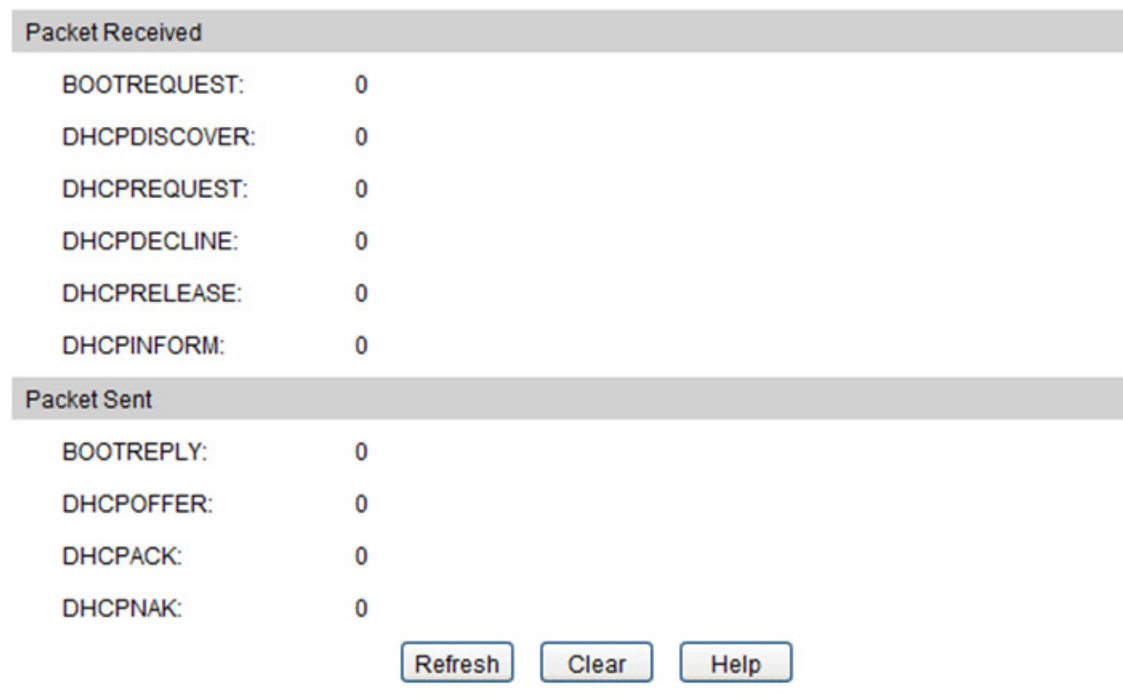 Packet Received
BOOTREQUEST: 0
DHCPDISCOVER: 0
DHCPREQUEST: 0
DHCPDECLINE: 0
DHCPRELEASE: 0
DHCPINFORM: 0
Packet Sent
BOOTREPLY: 0
DHCPOFFER: 0
DHCPACK: 0
DHCPNAK: 0
Refresh Clear Help